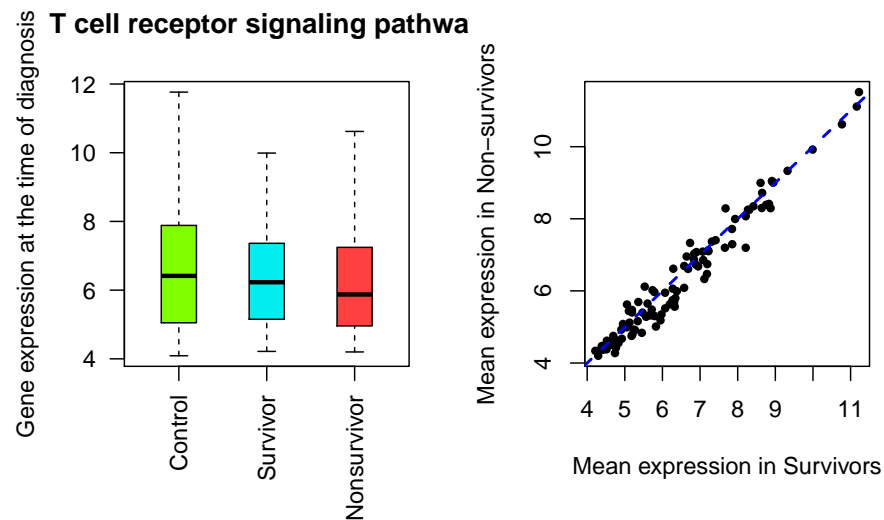 T cell receptor signaling pathwa
Gene expression at the time of diagnosis
12
10
8
6
4
Control
Survivor
Nonsurvivor
Mean expression in Non−survivors
10
8
6
4
4 5 6 7 8 9 11
Mean expression in Survivors